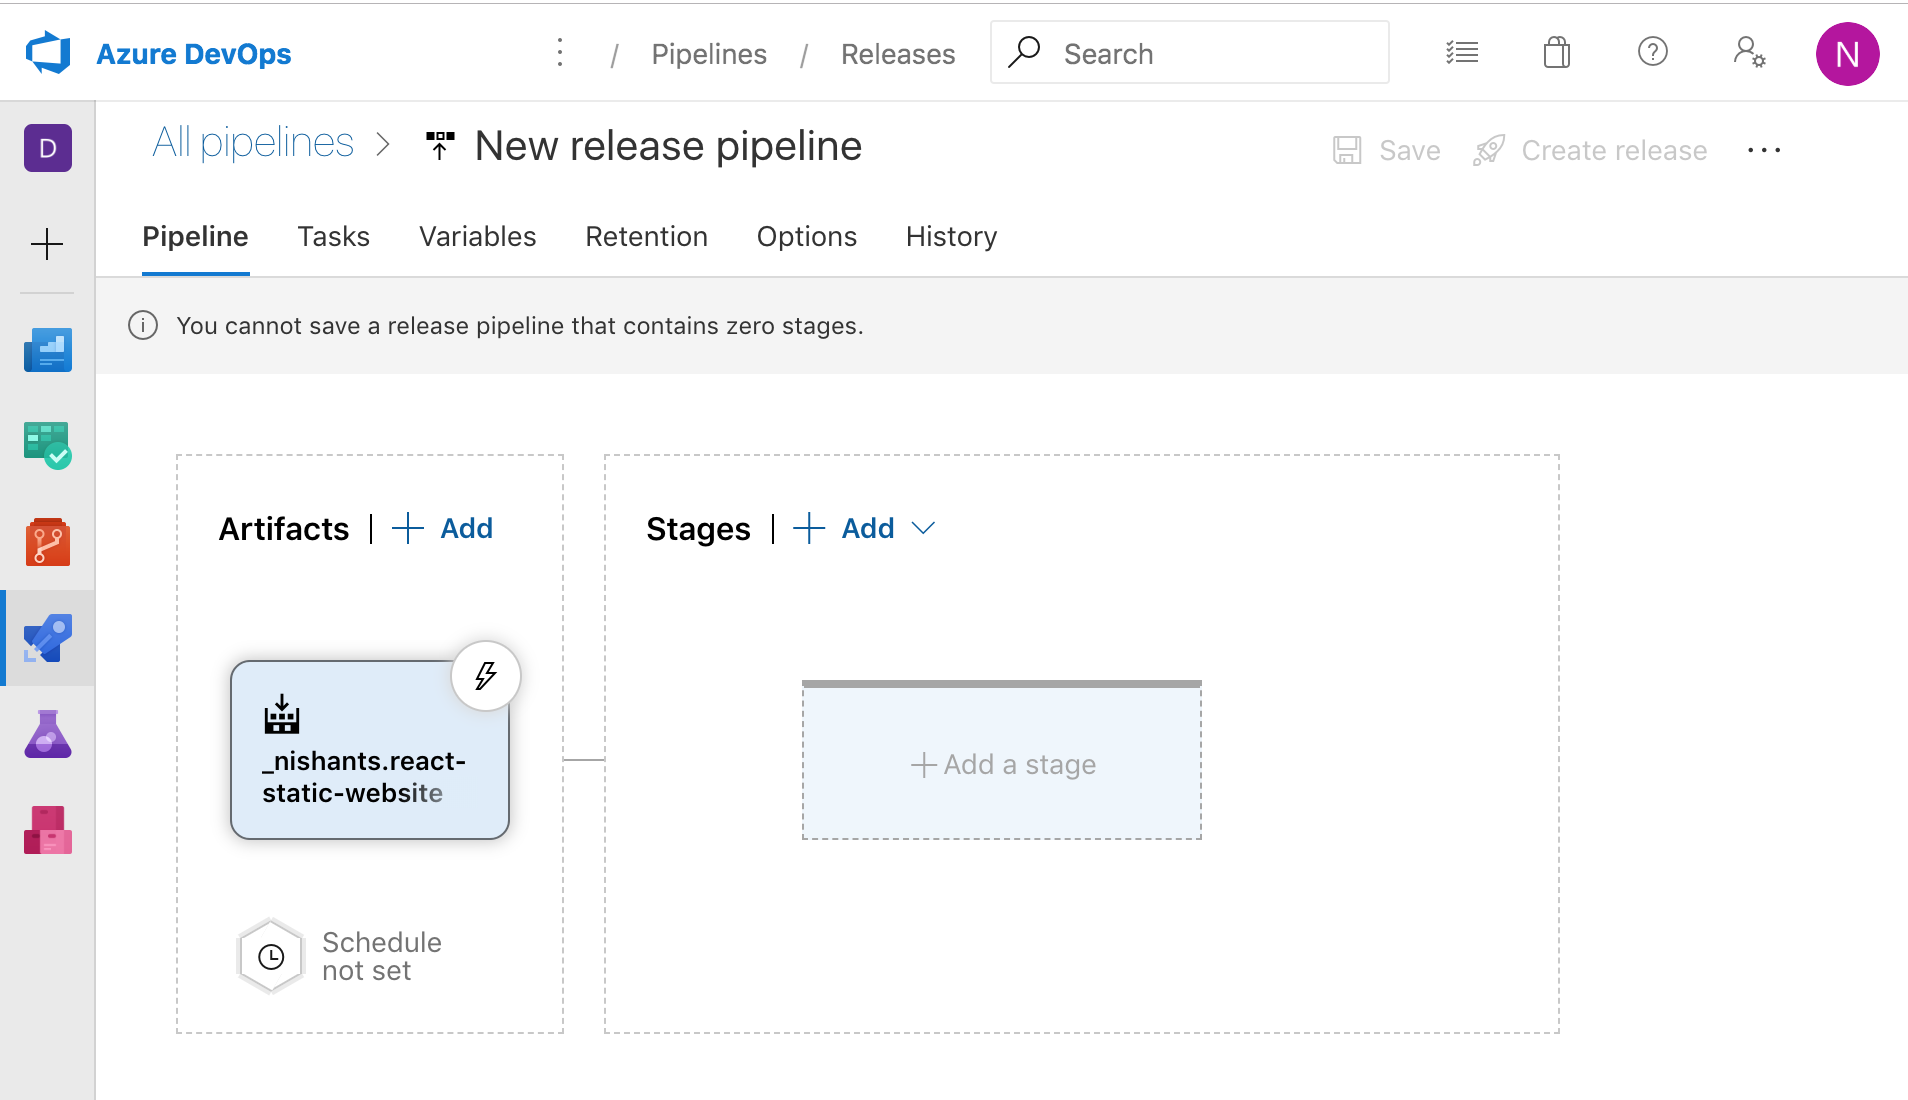 Azure DevOps
/ Pipelines / Releases
Search
N
D
All pipelines > New release pipeline
Save
Create release
Pipeline
Tasks
Variables
Retention
Options
History
You cannot save a release pipeline that contains zero stages.
Artifacts | + Add
Stages | + Add
_nishants.react-
static-website
+ Add a stage
Schedule
not set